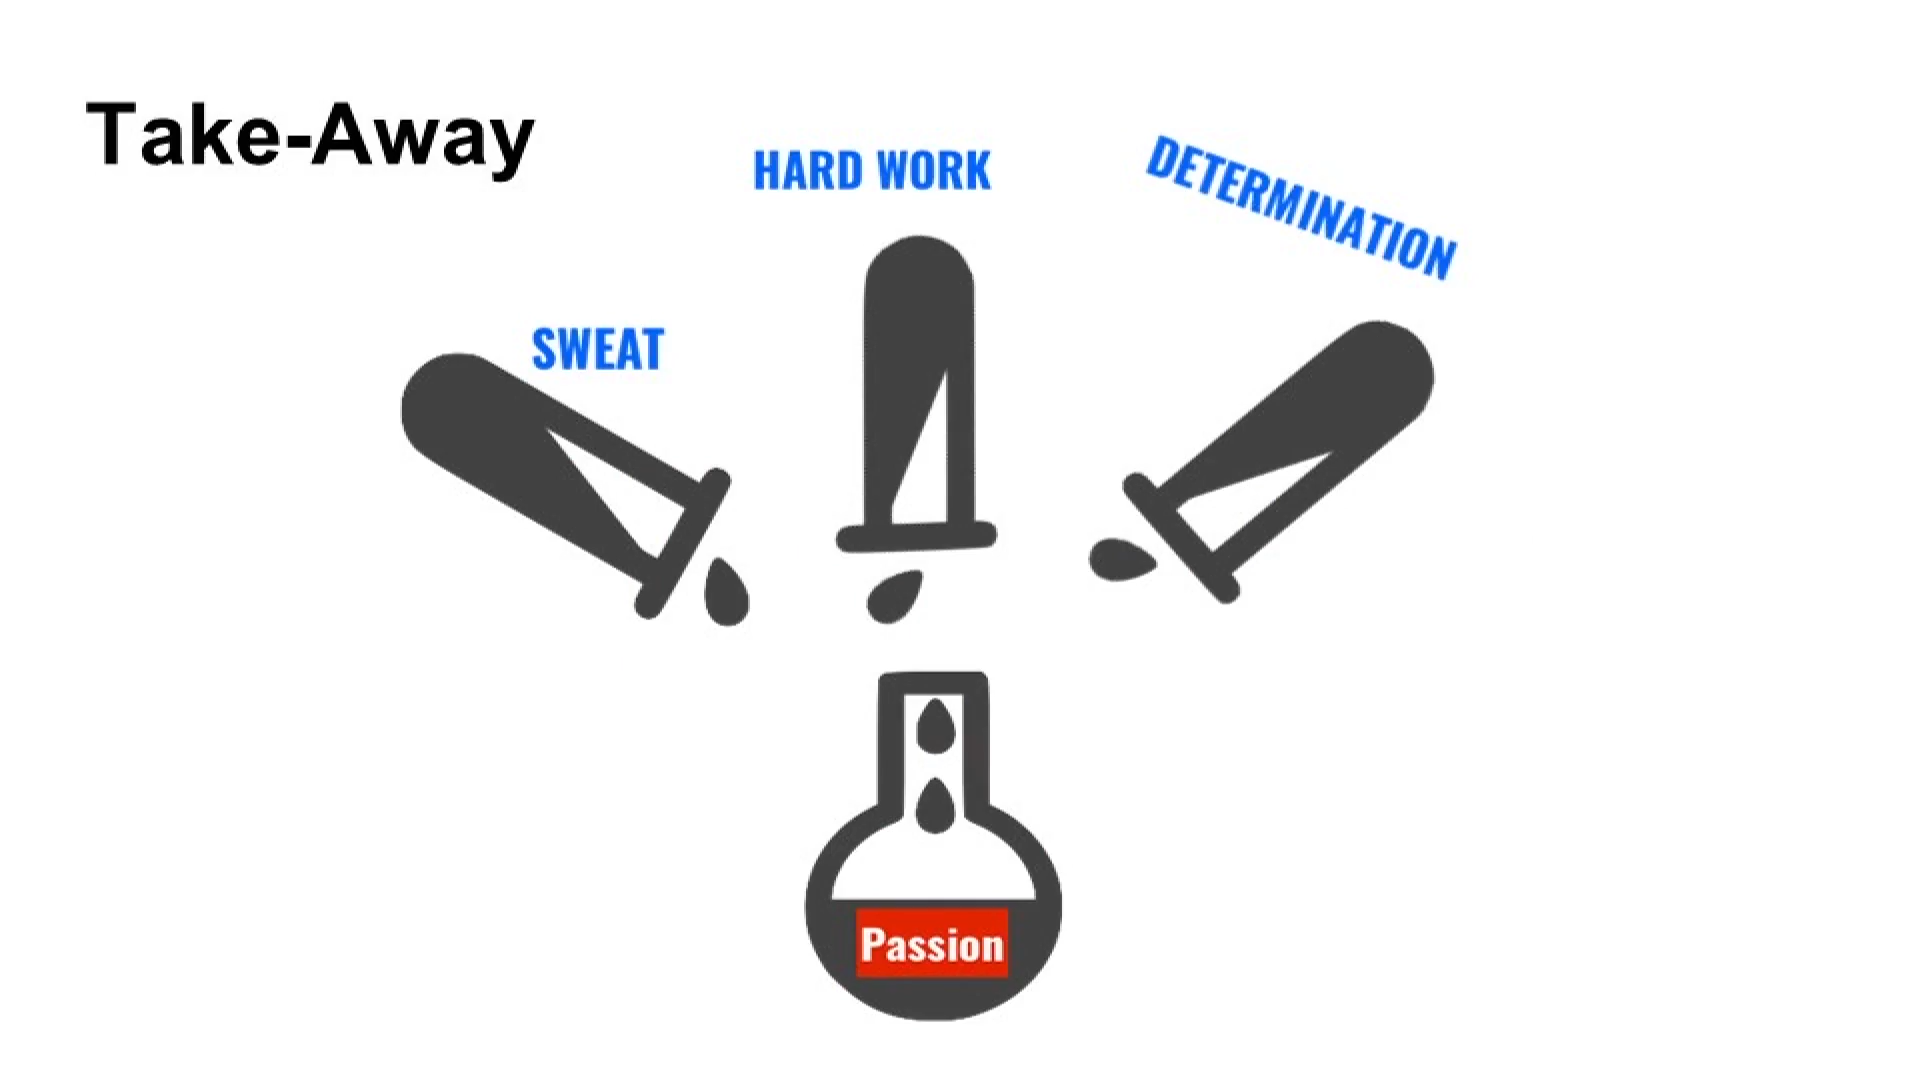 Take-Away
HARD WORK
DETERMINATION
SWEAT
Passion